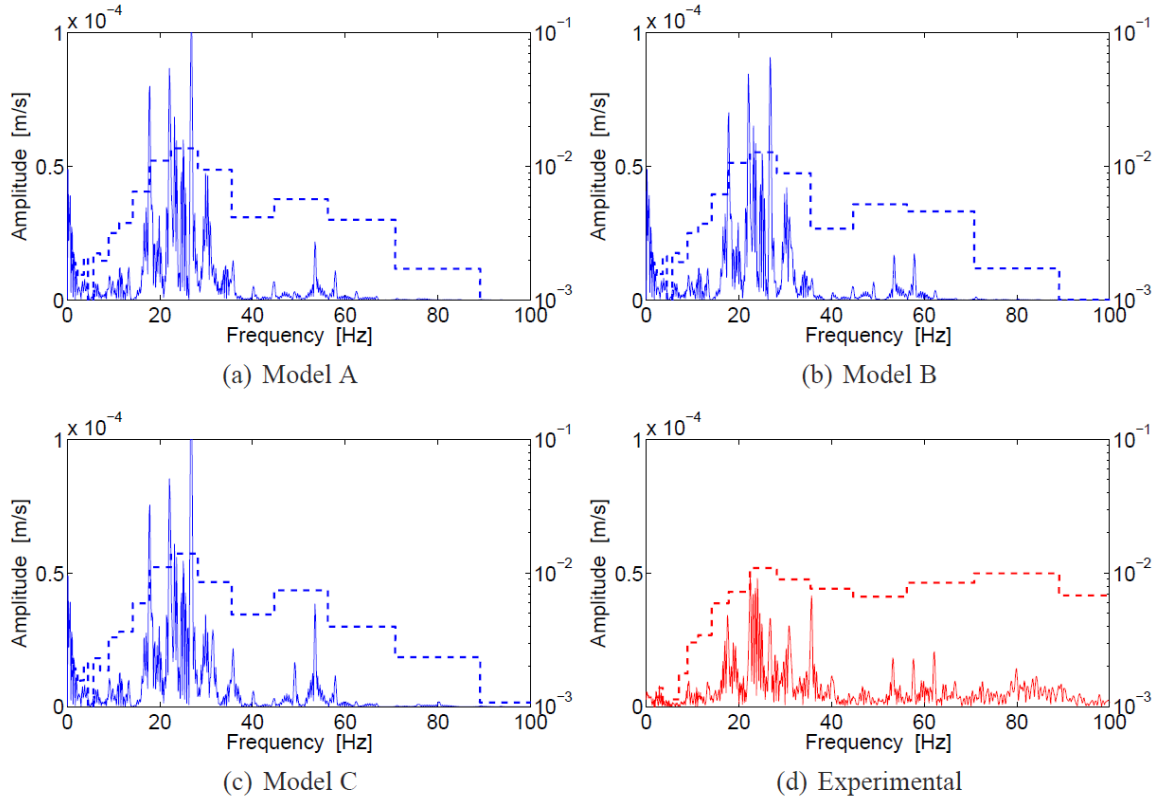 1 x 10^-4
10^-1
1 x 10^-4
10^-1
Amplitude [m/s]
0.5
10^-2
Amplitude [m/s]
0.5
10^-2
0
10^-3
0
10^-3
0 20 40 60 80 100
0 20 40 60 80 100
Frequency [Hz]
Frequency [Hz]
(a) Model A
(b) Model B
1 x 10^-4
10^-1
1 x 10^-4
10^-1
Amplitude [m/s]
0.5
10^-2
Amplitude [m/s]
0.5
10^-2
0
10^-3
0
10^-3
0 20 40 60 80 100
0 20 40 60 80 100
Frequency [Hz]
Frequency [Hz]
(c) Model C
(d) Experimental